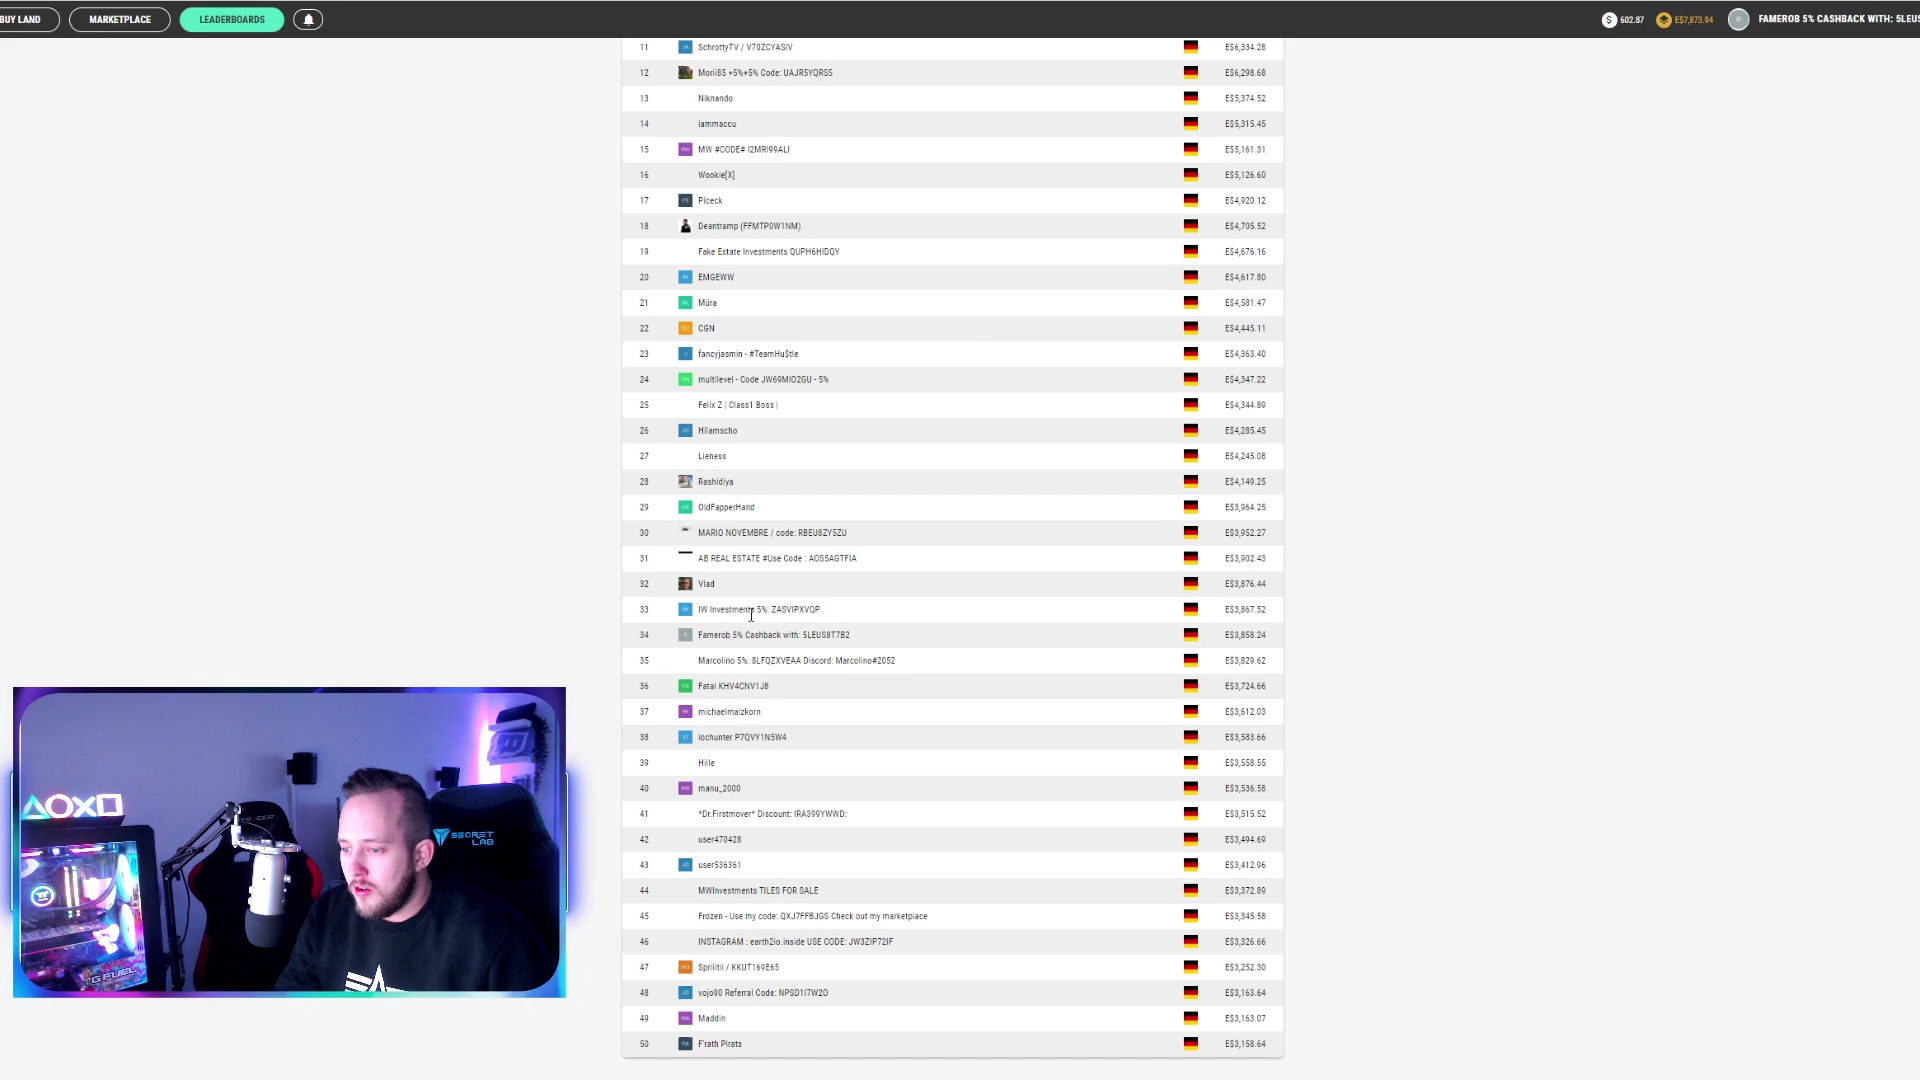 BUY LAND MARKETPLACE LEADERBOARDS S 602.87 E$7,873.94 FAMEROB 5% CASHBACK WITH: 5LEUS
11 SchrottyTV / V70ZCYASIV E$6,334.28
12 Morii85 +5%+5% Code: UAJR5YQRS5 E$6,298.68
13 Niknando E$5,374.52
14 iammaccu E$5,315.45
15 MW #CODE# I2MRI99ALI E$5,161.31
16 Wookie[X] E$5,126.60
17 Piceck E$4,920.12
18 Deantramp (FFMTP0W1NM) E$4,705.52
19 Fake Estate Investments QUPH6HIDQY E$4,676.16
20 EMGEWW E$4,617.80
21 Müra E$4,581.47
22 CGN E$4,445.11
23 fancyjasmin - #TeamHu$tle E$4,363.40
24 multilevel - Code JW69MIO2GU - 5% E$4,347.22
25 Felix Z | Class1 Boss | E$4,344.89
26 Hilamscho E$4,285.45
27 Lieness E$4,245.08
28 Rashidiya E$4,149.25
29 OldFapperHand E$3,964.25
30 MARIO NOVEMBRE / code: RBEU8ZY5ZU E$3,952.27
31 AB REAL ESTATE #Use Code : AOS5AGTFIA E$3,902.43
32 Vlad E$3,876.44
33 IW Investments 5%: ZASVIPXVQP E$3,867.52
34 Famerob 5% Cashback with: 5LEUS8T7B2 E$3,858.24
35 Marcolino 5%: 8LFQZXVEAA Discord: Marcolino#2052 E$3,829.62
36 Fatal KHV4CNV1J8 E$3,724.66
37 michaelmaizkorn E$3,612.03
38 iochunter P7QVY1N5W4 E$3,583.66
39 Hille E$3,558.55
40 manu_2000 E$3,536.58
41 *Dr.Firstmover* Discount: IRA399YWWD: E$3,515.52
42 user470428 E$3,494.69
43 user536361 E$3,412.96
44 MWInvestments TILES FOR SALE E$3,372.89
45 Frozen - Use my code: QXJ7FFBJGS Check out my marketplace E$3,345.58
46 INSTAGRAM : earth2io.inside USE CODE: JW3ZIP72IF E$3,326.66
47 Spriiltii / KKUT169E65 E$3,252.30
48 vojo90 Referral Code: NPSD1I7W2O E$3,163.64
49 Maddin E$3,163.07
50 F'rath Pirats E$3,158.64
SECRET
LAB
G FUEL